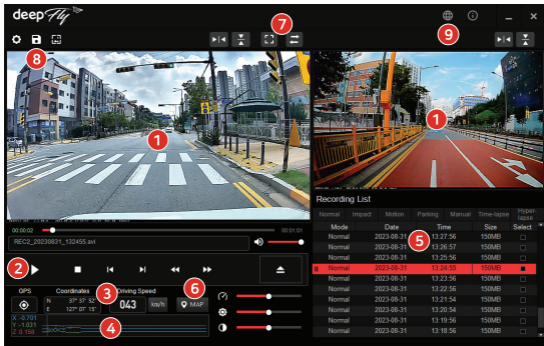 deepFly
7
9
8
1
1
Recording List
Normal Impact Motion Parking Manual Time-lapse Hyper-lapse
Mode Date Time Size Select
Normal 2023-08-31 13:27:56 150MB
5
Normal 2023-08-31 13:26:57 150MB
Normal 2023-08-31 13:25:56 150MB
Normal 2023-08-31 13:24:55 150MB
Normal 2023-08-31 13:23:56 150MB
Normal 2023-08-31 13:22:56 150MB
Normal 2023-08-31 13:21:54 150MB
Normal 2023-08-31 13:20:54 150MB
Normal 2023-08-31 13:19:56 150MB
Normal 2023-08-31 13:18:56 150MB
00:00:02 00:01:01
REC2_20230831_132455.avi
2
GPS Coordinates Driving Speed
6
N 37° 37' 52"
E 127° 07' 15"
3
043 km/h MAP
4
X -0.701
Y -1.031
Z 0.158